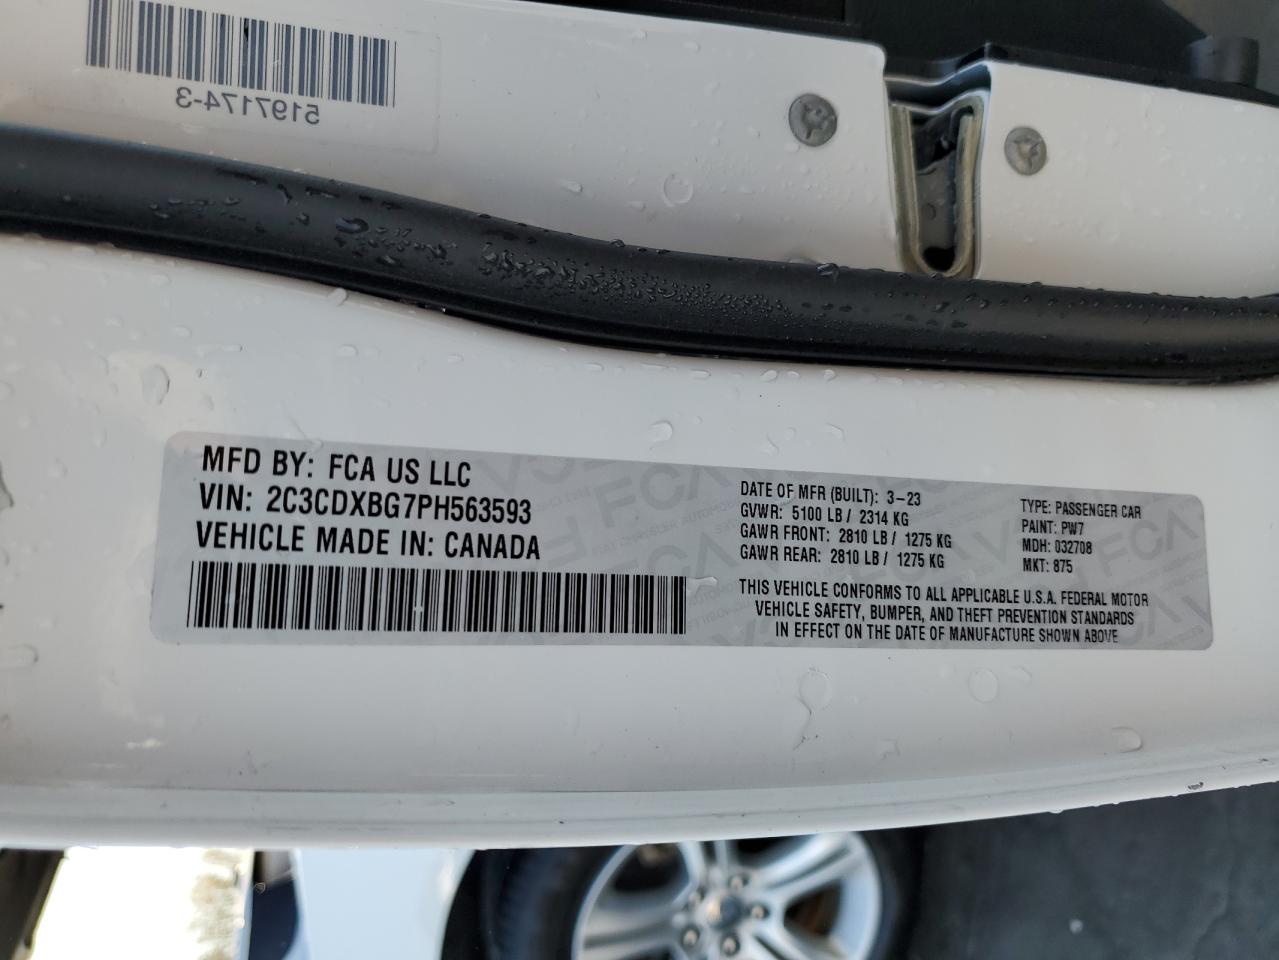 5197174-3
MFD BY: FCA US LLC
VIN: 2C3CDXBG7PH563593
VEHICLE MADE IN: CANADA
DATE OF MFR (BUILT): 3-23
GVWR: 5100 LB / 2314 KG
GAWR FRONT: 2810 LB / 1275 KG
GAWR REAR: 2810 LB / 1275 KG
TYPE: PASSENGER CAR
PAINT: PW7
MDH: 032708
MKT: 875
THIS VEHICLE CONFORMS TO ALL APPLICABLE U.S.A. FEDERAL MOTOR
VEHICLE SAFETY, BUMPER, AND THEFT PREVENTION STANDARDS
IN EFFECT ON THE DATE OF MANUFACTURE SHOWN ABOVE